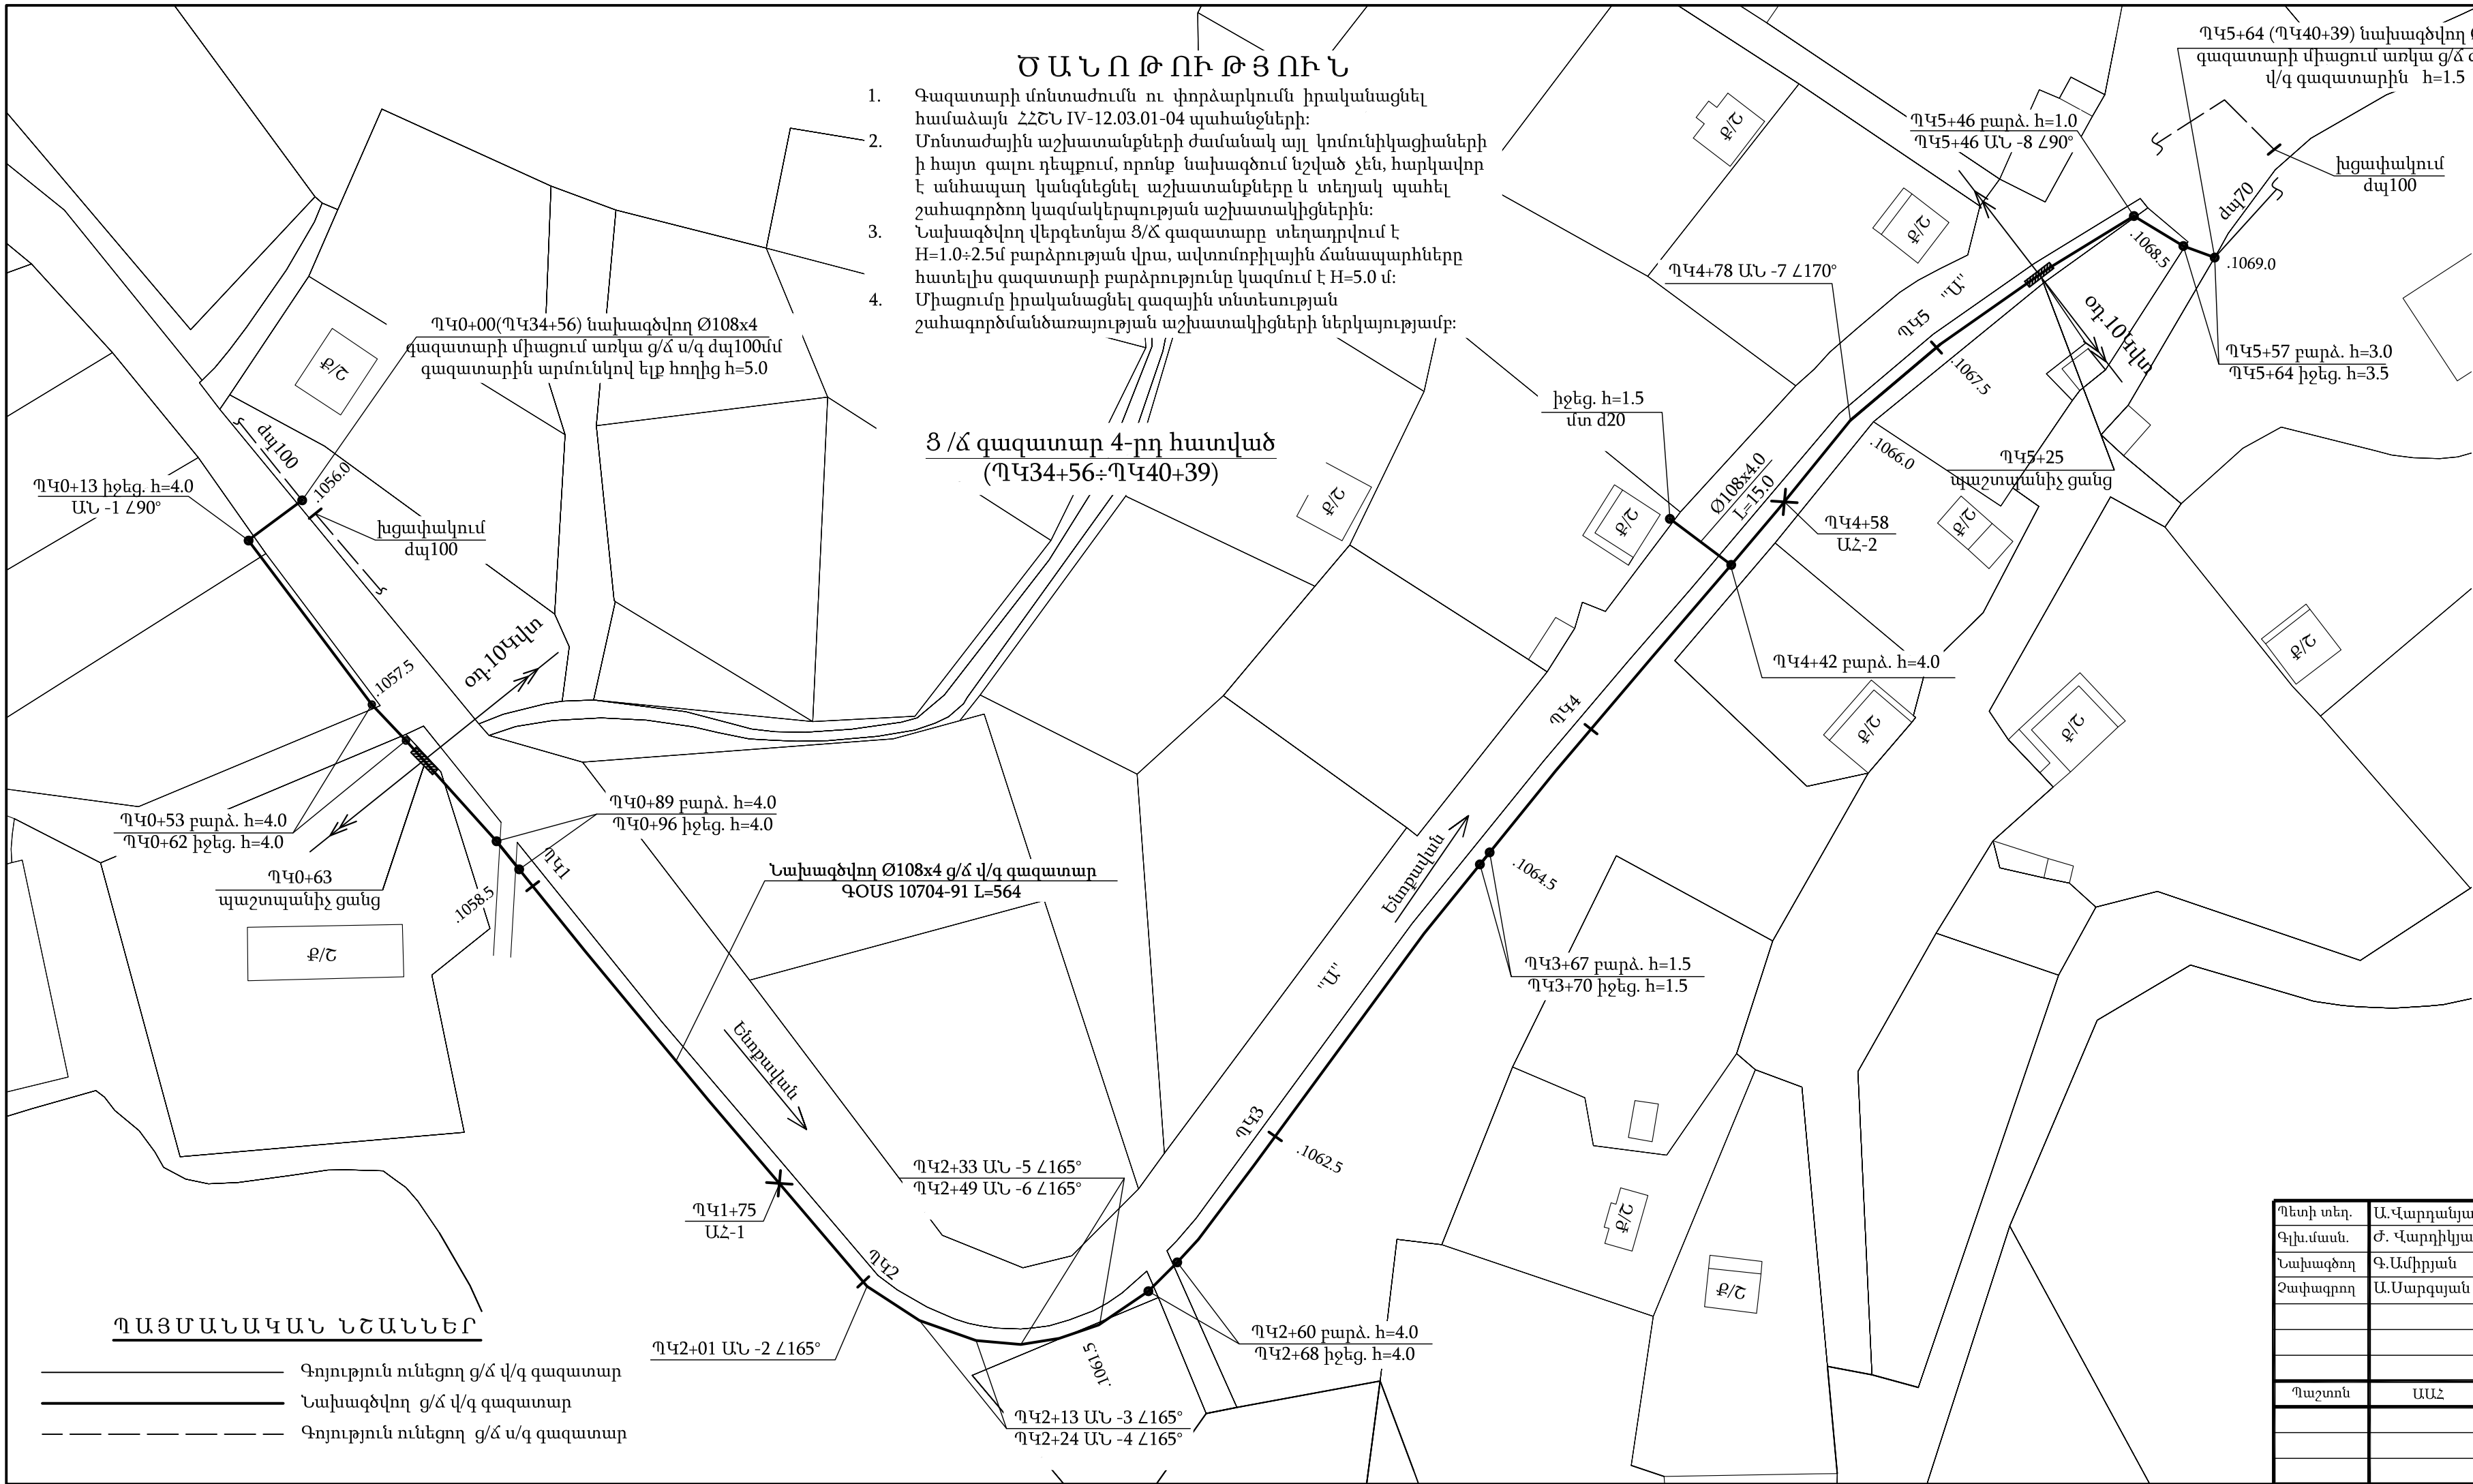 ԾԱՆՈԹՈՒԹՅՈՒՆ
1. Գազատարի մոնտաժումն ու փորձարկումն իրականացնել
համաձայն ՀՀՇՆ IV-12.03.01-04 պահանջների:
2. Մոնտաժային աշխատանքների ժամանակ այլ կոմունիկացիաների
ի հայտ գալու դեպքում, որոնք նախագծում նշված չեն, հարկավոր
է անհապաղ կանգնեցնել աշխատանքները և տեղյակ պահել
շահագործող կազմակերպության աշխատակիցներին:
3. Նախագծվող վերգետնյա Ց/Ճ գազատարը տեղադրվում է
H=1.0÷2.5մ բարձրության վրա, ավտոմոբիլային ճանապարհները
հատելիս գազատարի բարձրությունը կազմում է H=5.0 մ:
4. Միացումը իրականացնել գազային տնտեսության
շահագործմանծառայության աշխատակիցների ներկայությամբ:
ՊԿ5+64 (ՊԿ40+39) նախագծվող
գազատարի միացում առկա ց/ճ
վ/գ գազատարին h=1.5
ՊԿ5+46 բարձ. h=1.0
ՊԿ5+46 ԱՆ -8 ∠90°
խցափակում
դպ100
դպ70
.1068.5
.1069.0
Ք/Շ
Ք/Շ
ՊԿ4+78 ԱՆ -7 ∠170°
"Ա"
ՊԿ5
օդ.10Կվտ
.1067.5
ՊԿ5+57 բարձ. h=3.0
ՊԿ5+64 իջեց. h=3.5
ՊԿ0+00(ՊԿ34+56) նախագծվող Ø108x4
գազատարի միացում առկա ց/ճ ս/գ դպ100մմ
գազատարին արմունկով ելք հողից h=5.0
Ք/Շ
դպ100
.1056.0
ՊԿ0+13 իջեց. h=4.0
ԱՆ -1 ∠90°
խցափակում
դպ100
Ց /Ճ գազատար 4-րդ հատված
(ՊԿ34+56÷ՊԿ40+39)
իջեց. h=1.5
մտ d20
Ք/Շ
Ք/Շ
Ø108x4.0
L=15.0
.1066.0
ՊԿ5+25
պաշտպանիչ ցանց
ՊԿ4+58
ԱՀ-2
Ք/Շ
Ք/Շ
ՊԿ4+42 բարձ. h=4.0
Ք/Շ
Ք/Շ
ՊԿ4
.1057.5
օդ.10Կվտ
ՊԿ0+53 բարձ. h=4.0
ՊԿ0+62 իջեց. h=4.0
ՊԿ0+63
պաշտպանիչ ցանց
Ք/Շ
ՊԿ0+89 բարձ. h=4.0
ՊԿ0+96 իջեց. h=4.0
ՊԿ1
.1058.5
Նախագծվող Ø108x4 ց/ճ վ/գ գազատար
ԳՕՍՏ 10704-91 L=564
Ենոքավան
.1064.5
ՊԿ3+67 բարձ. h=1.5
ՊԿ3+70 իջեց. h=1.5
"Ա"
Ենոքավան
ՊԿ3
.1062.5
ՊԿ2+33 ԱՆ -5 ∠165°
ՊԿ2+49 ԱՆ -6 ∠165°
ՊԿ1+75
ԱՀ-1
ՊԿ2
ՊԿ2+01 ԱՆ -2 ∠165°
ՊԿ2+60 բարձ. h=4.0
ՊԿ2+68 իջեց. h=4.0
.1061.5
ՊԿ2+13 ԱՆ -3 ∠165°
ՊԿ2+24 ԱՆ -4 ∠165°
Ք/Շ
Ք/Շ
ՊԱՅՄԱՆԱԿԱՆ ՆՇԱՆՆԵՐ
Գոյություն ունեցող ց/ճ վ/գ գազատար
Նախագծվող ց/ճ վ/գ գազատար
Գոյություն ունեցող ց/ճ ս/գ գազատար
Պետի տեղ. Ա.Վարդանյա
Գլխ.մասն. Ժ. Վարդիկյա
Նախագծող Գ.Ամիրյան
Չափագրող Ա.Սարգսյան
Պաշտոն ԱԱՀ